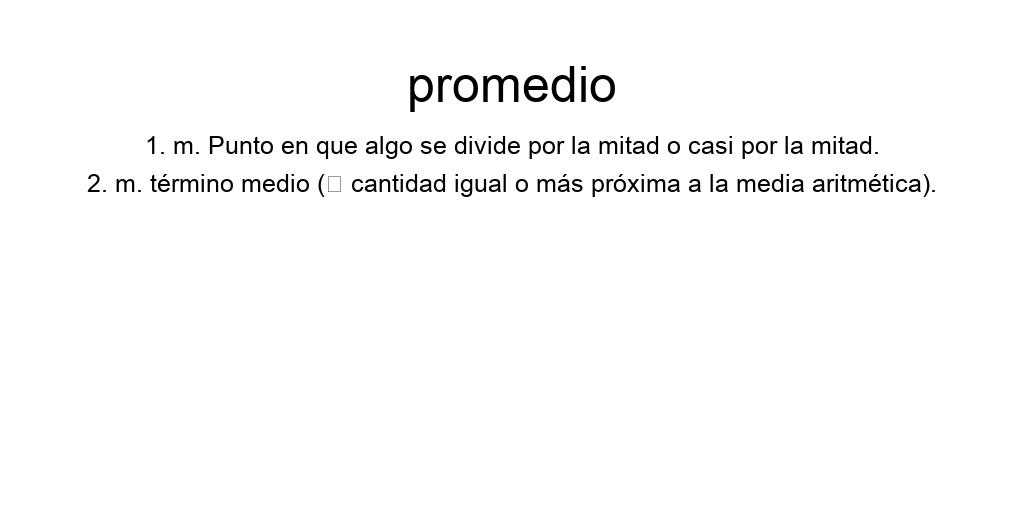 promedio
1. m. Punto en que algo se divide por la mitad o casi por la mitad.
2. m. término medio (□ cantidad igual o más próxima a la media aritmética).